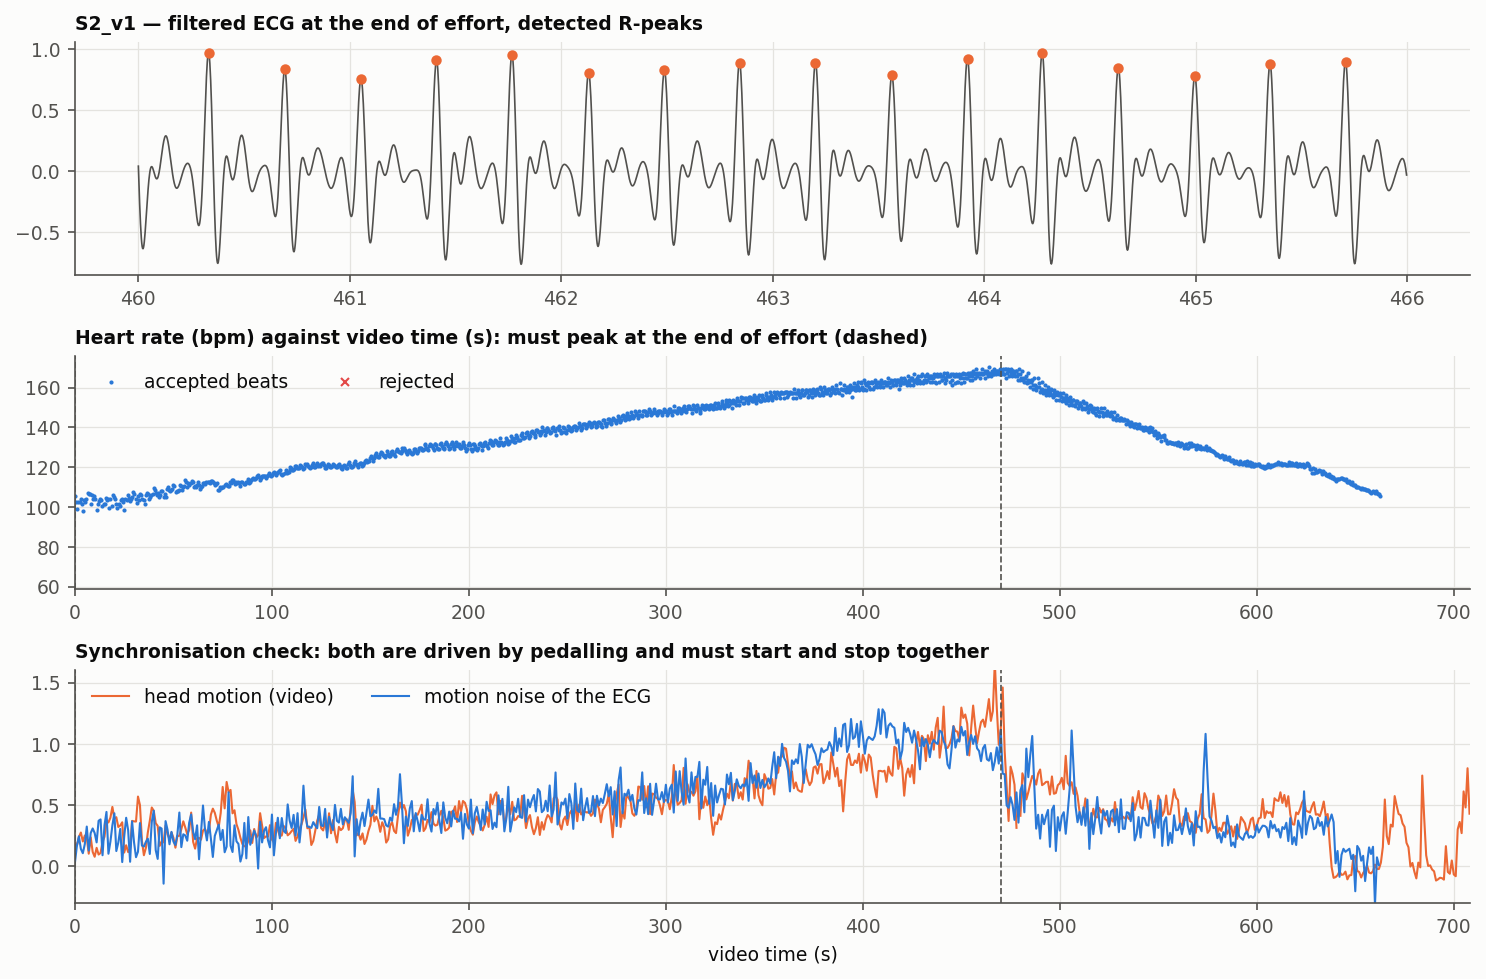 S2_v1 — filtered ECG at the end of effort, detected R-peaks
1.0
0.5
0.0
−0.5
460 461 462 463 464 465 466
Heart rate (bpm) against video time (s): must peak at the end of effort (dashed)
accepted beats rejected
160
140
120
100
80
60
0 100 200 300 400 500 600 700
Synchronisation check: both are driven by pedalling and must start and stop together
head motion (video) motion noise of the ECG
1.5
1.0
0.5
0.0
0 100 200 300 400 500 600 700
video time (s)